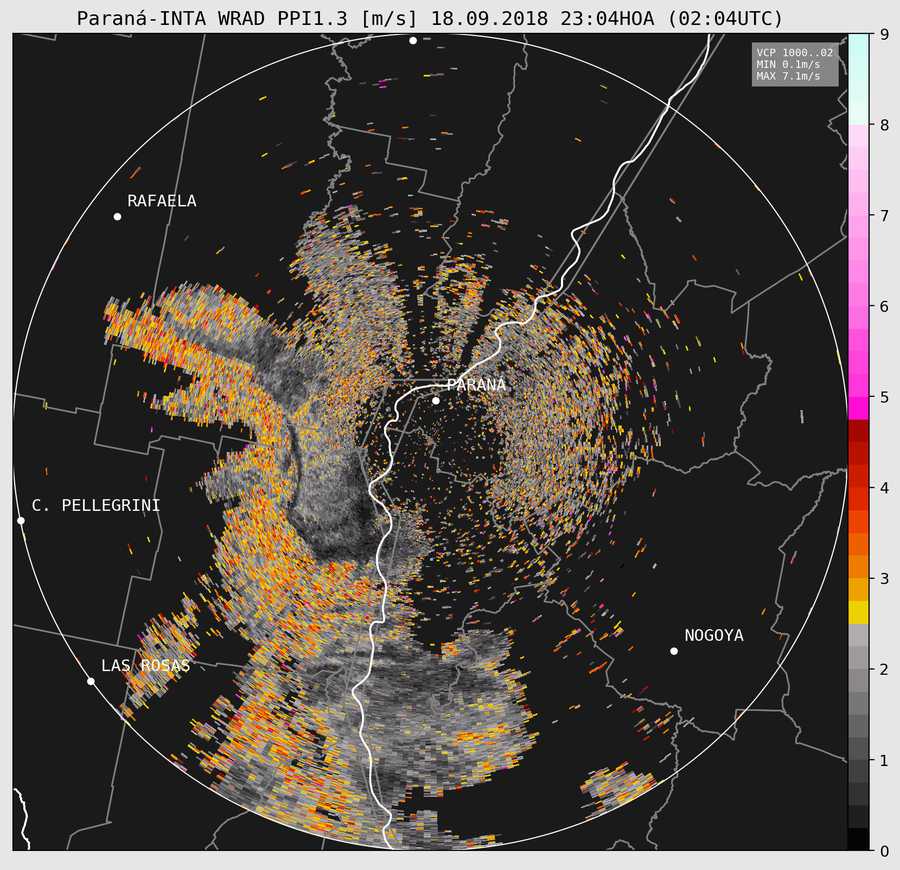 Paraná-INTA WRAD PPI1.3 [m/s] 18.09.2018 23:04HOA (02:04UTC)
VCP 1000..02
MIN 0.1m/s
MAX 7.1m/s
RAFAELA
PARANA
C. PELLEGRINI
NOGOYA
LAS ROSAS
9
8
7
6
5
4
3
2
1
0